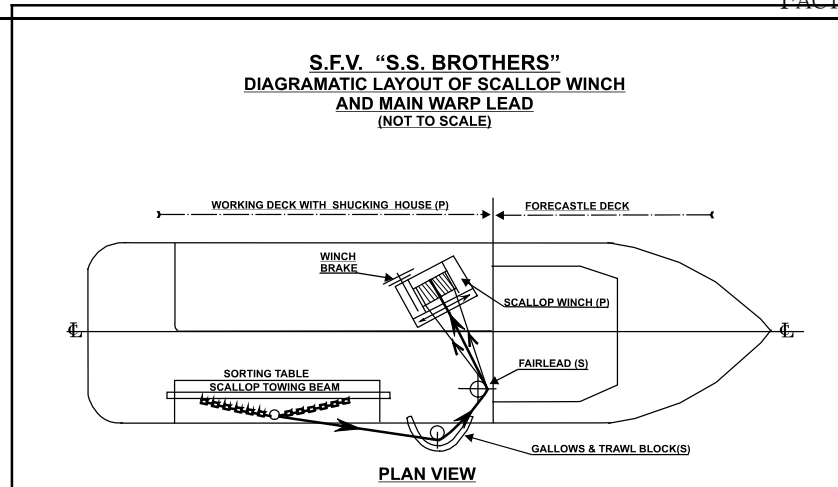 S.F.V. “S.S. BROTHERS”
DIAGRAMATIC LAYOUT OF SCALLOP WINCH
AND MAIN WARP LEAD
(NOT TO SCALE)
WORKING DECK WITH SHUCKING HOUSE (P)
FORECASTLE DECK
WINCH
BRAKE
SCALLOP WINCH (P)
℄
℄
FAIRLEAD (S)
SORTING TABLE
SCALLOP TOWING BEAM
GALLOWS & TRAWL BLOCK(S)
PLAN VIEW